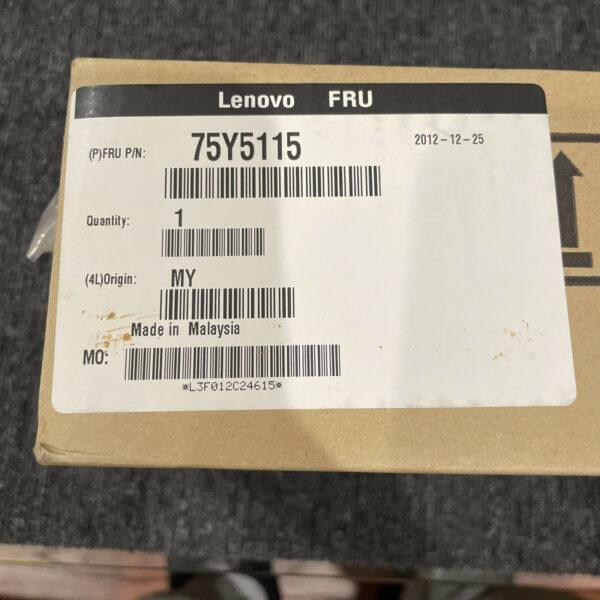 Lenovo FRU
(P)FRU P/N: 75Y5115 2012-12-25
Quantity: 1
(4L)Origin: MY
Made in Malaysia
MO:
*L3F012C24615*